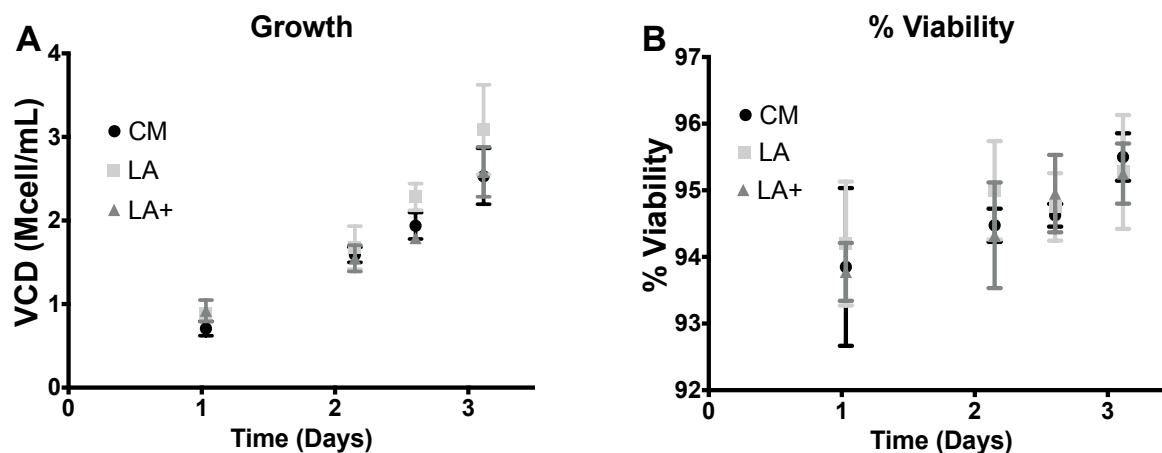 A
Growth
4
3
2
1
0
VCD (Mcell/mL)
CM
LA
LA+
0 1 2 3
Time (Days)
B
% Viability
97
96
95
94
93
92
% Viability
CM
LA
LA+
0 1 2 3
Time (Days)